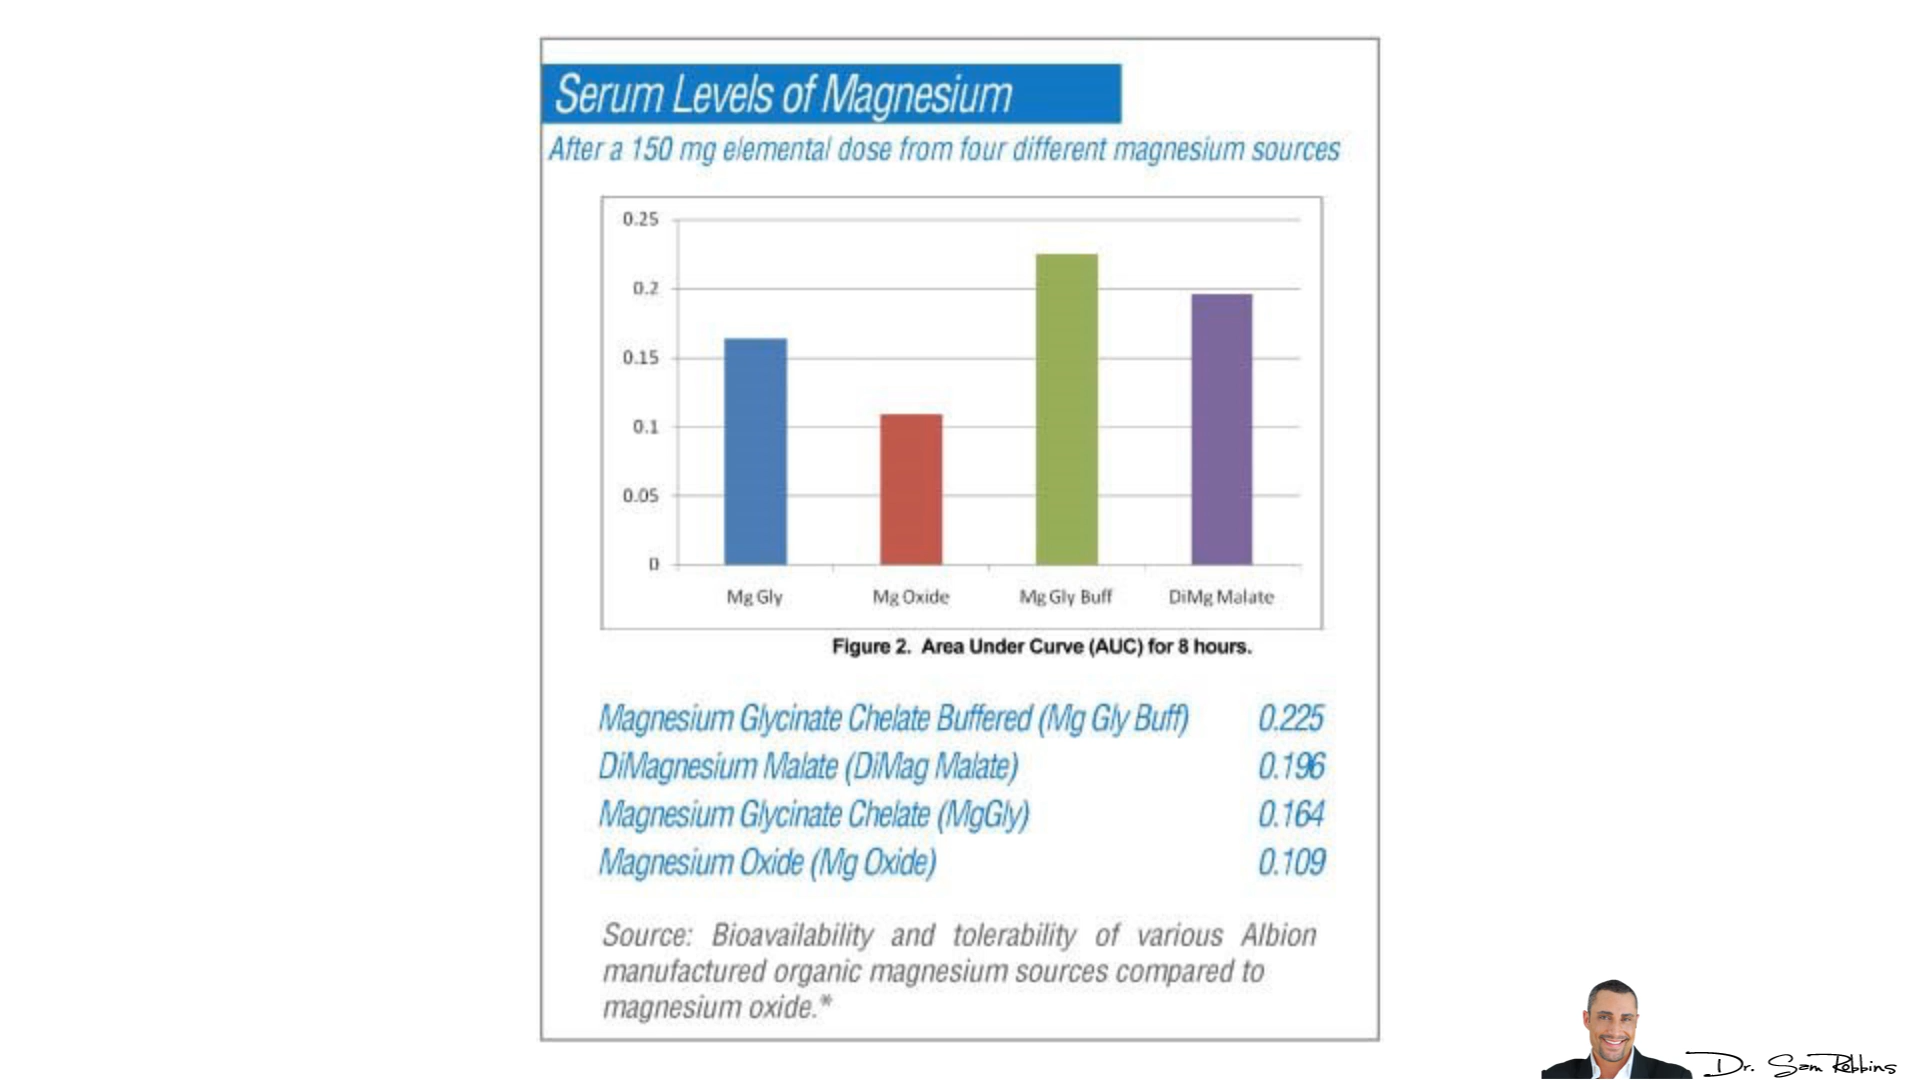 Serum Levels of Magnesium
After a 150 mg elemental dose from four different magnesium sources
0.25
0.2
0.15
0.1
0.05
0
Mg Gly Mg Oxide Mg Gly Buff DiMg Malate
Figure 2. Area Under Curve (AUC) for 8 hours.
Magnesium Glycinate Chelate Buffered (Mg Gly Buff) 0.225
DiMagnesium Malate (DiMag Malate) 0.196
Magnesium Glycinate Chelate (MgGly) 0.164
Magnesium Oxide (Mg Oxide) 0.109
Source: Bioavailability and tolerability of various Albion
manufactured organic magnesium sources compared to
magnesium oxide.*
Dr. Sam Robbins